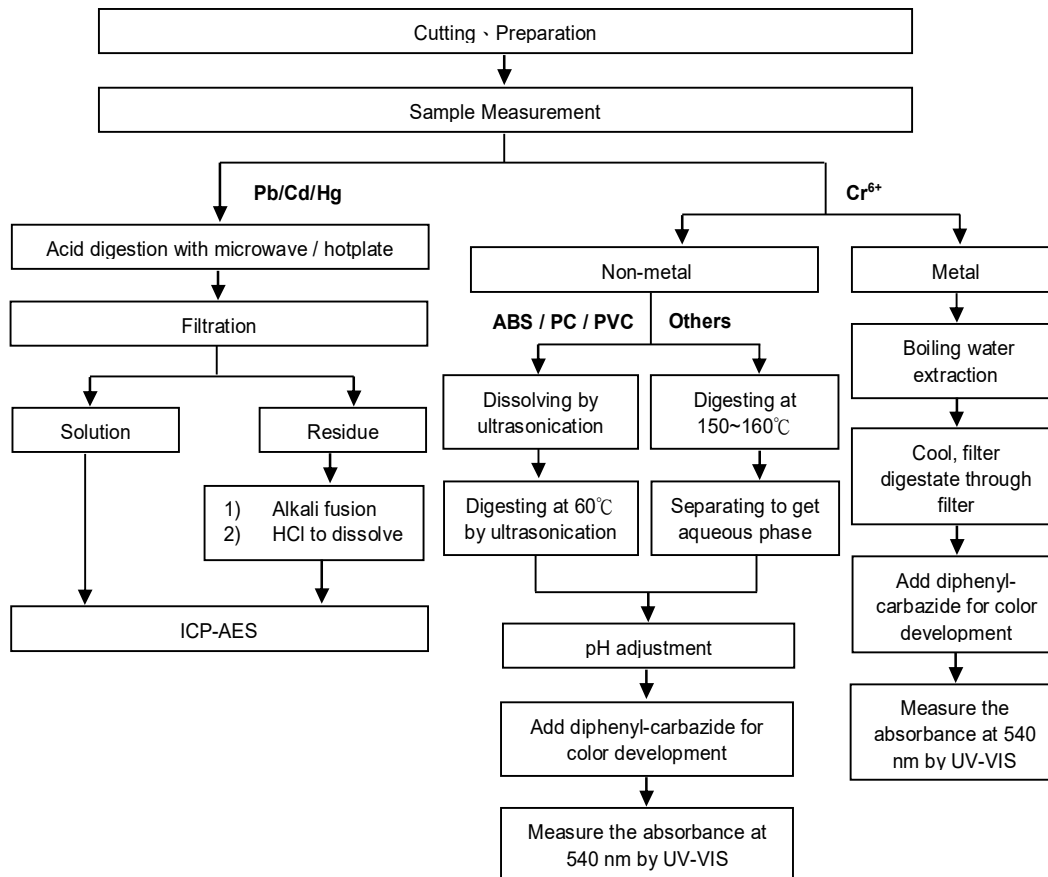 Cutting、Preparation
Sample Measurement
Pb/Cd/Hg
Cr6+
Acid digestion with microwave / hotplate
Filtration
Solution
Residue
1) Alkali fusion
2) HCl to dissolve
ICP-AES
Non-metal
ABS / PC / PVC
Others
Dissolving by
ultrasonication
Digesting at 60℃
by ultrasonication
Digesting at
150~160℃
Separating to get
aqueous phase
pH adjustment
Add diphenyl-carbazide for
color development
Measure the absorbance at
540 nm by UV-VIS
Metal
Boiling water
extraction
Cool, filter
digestate through
filter
Add diphenyl-
carbazide for color
development
Measure the
absorbance at 540
nm by UV-VIS